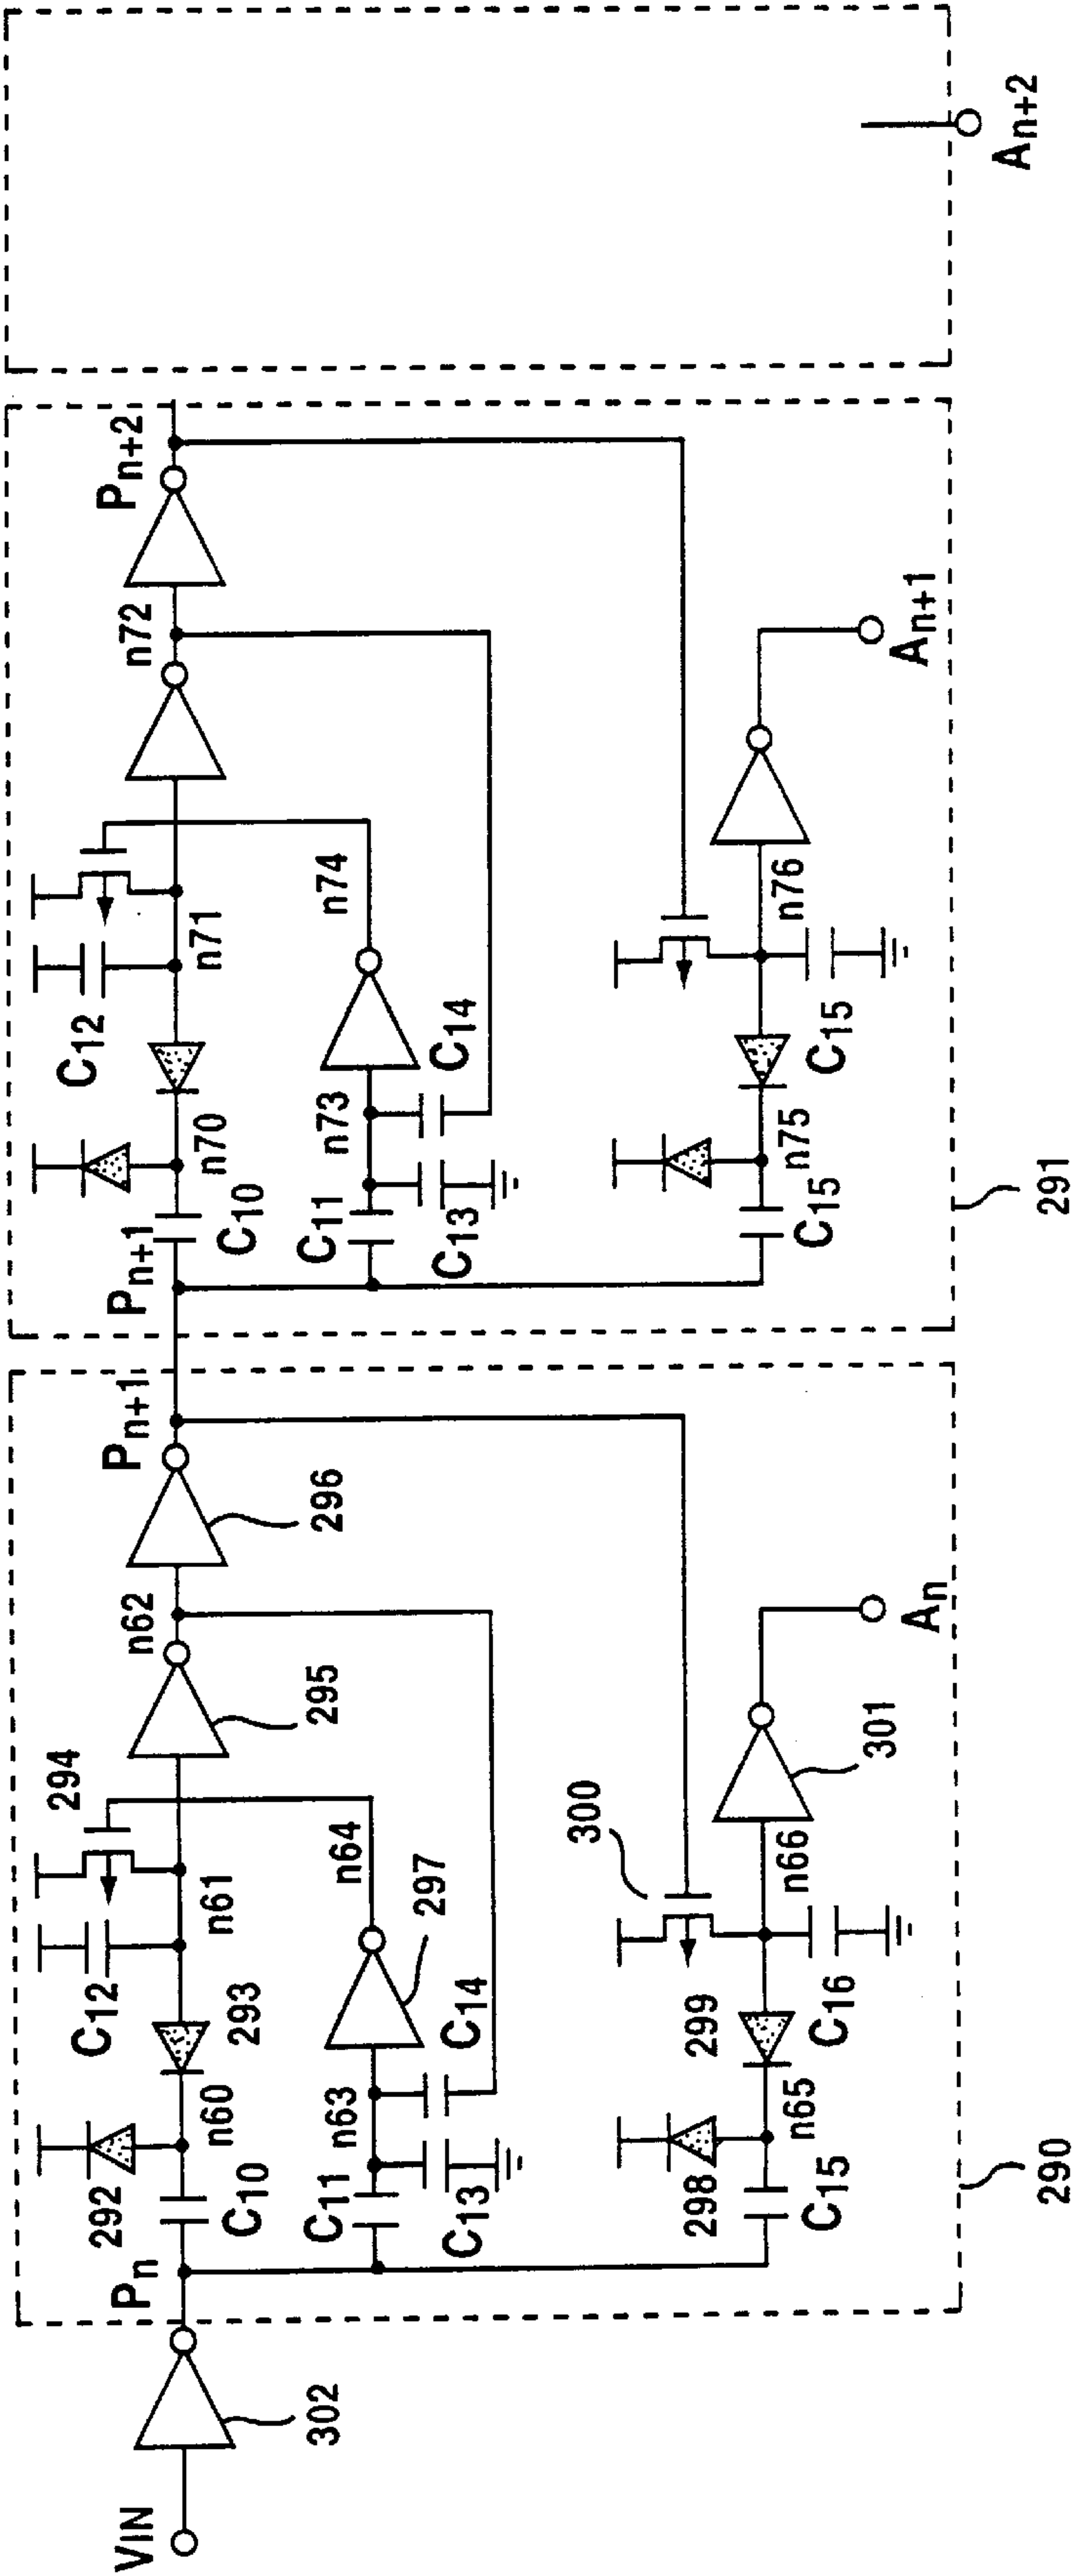 VIN
302
Pn
292
C10
n60
293
C12
n61
294
295
n62
296
Pn+1
C11
C13
n63
C14
297
n64
298
C15
n65
299
C16
300
n66
301
An
290
Pn+1
C10
n70
C12
n71
n72
Pn+2
C11
C13
n73
C14
n74
C15
n75
C15
n76
An+1
291
An+2